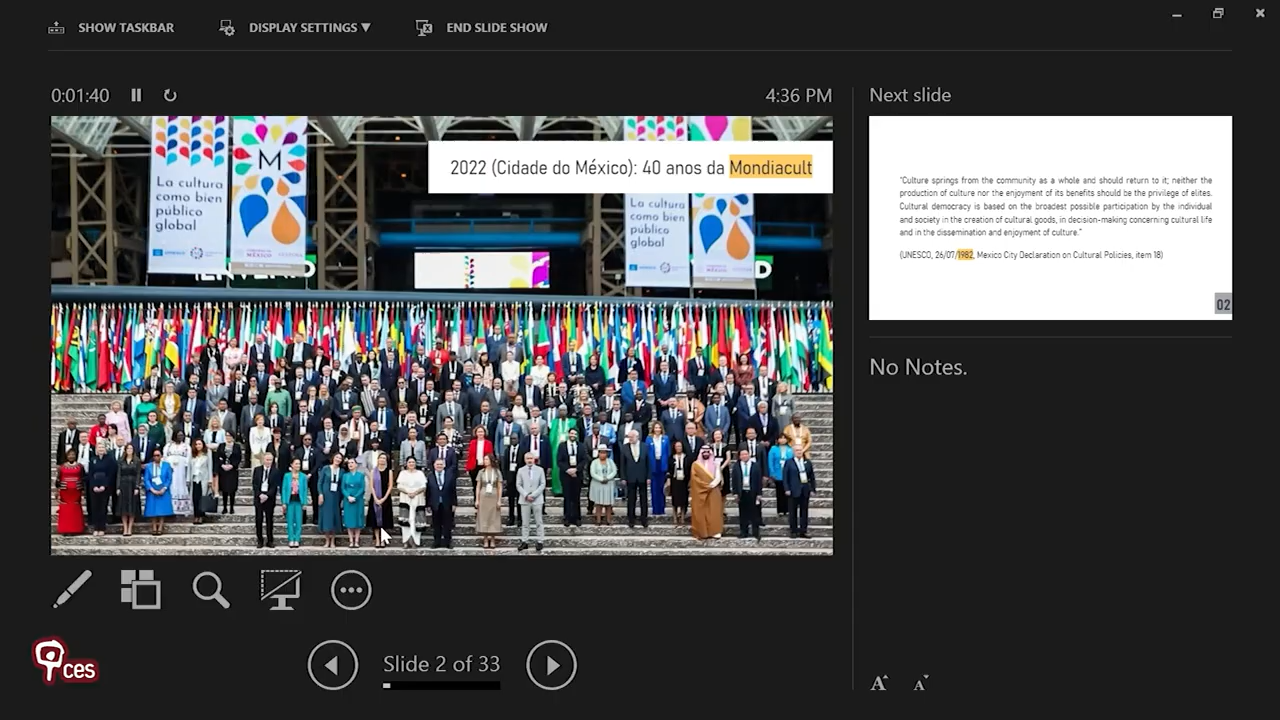 SHOW TASKBAR
DISPLAY SETTINGS ▼
END SLIDE SHOW
0:01:40
4:36 PM
2022 (Cidade do México): 40 anos da Mondiacult
La cultura
como bien
público
global
M
La cultura
como bien
público
global
Slide 2 of 33
Next slide
"Culture springs from the community as a whole and should return to it; neither the
production of culture nor the enjoyment of its benefits should be the privilege of elites.
Cultural democracy is based on the broadest possible participation by the individual
and society in the creation of cultural goods, in decision-making concerning cultural life
and in the dissemination and enjoyment of culture."
(UNESCO, 26/07/1982, Mexico City Declaration on Cultural Policies, item 18)
02
No Notes.
A A
ces